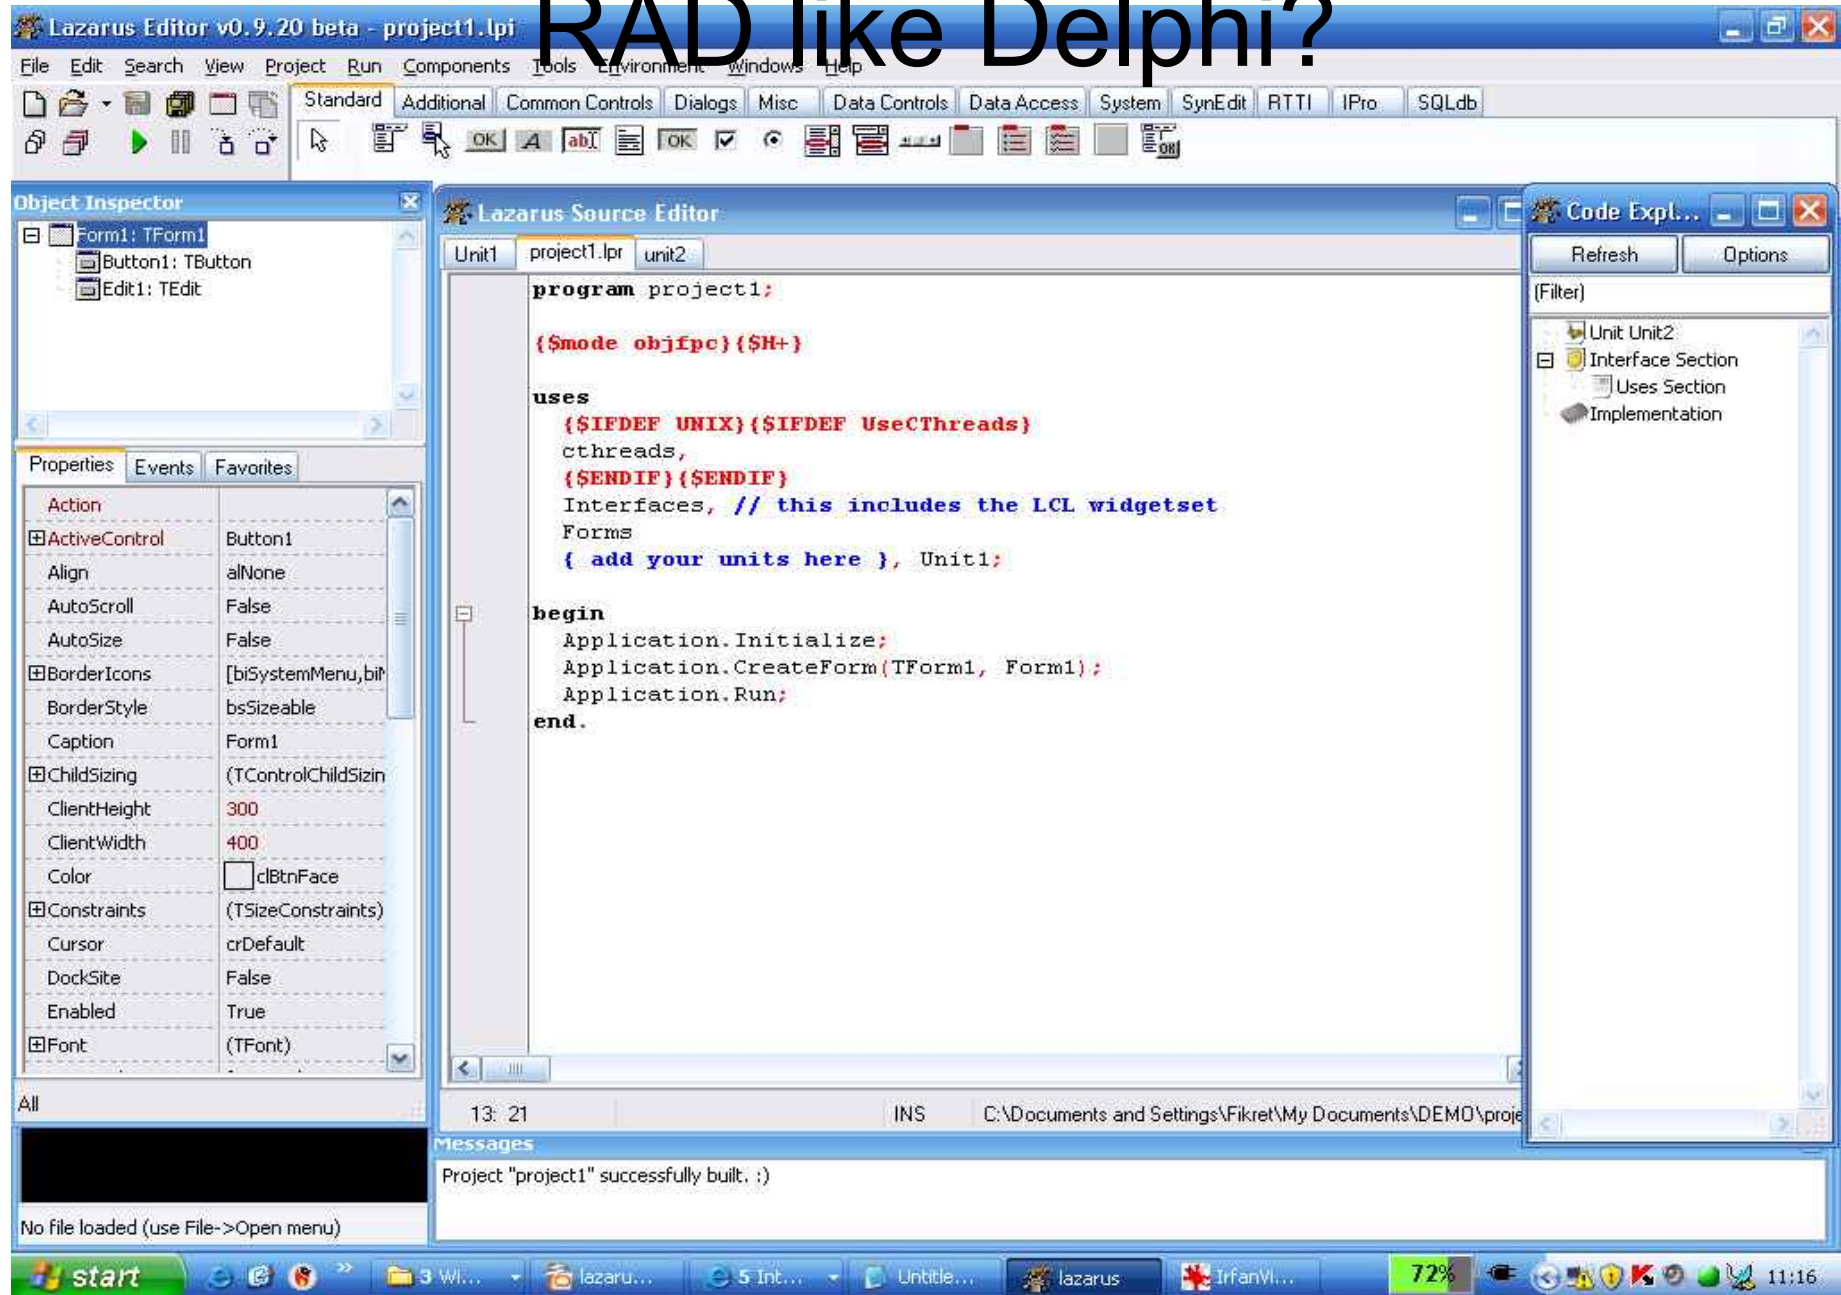 RAD like Delphi?
Lazarus Editor v0.9.20 beta - project1.lpi
File Edit Search View Project Run Components Tools Environment Windows Help
Standard Additional Common Controls Dialogs Misc Data Controls Data Access System SynEdit RTTI IPro SQLdb
OK A abI OK
Object Inspector
Form1: TForm1
Button1: TButton
Edit1: TEdit
Properties Events Favorites
Action
ActiveControl Button1
Align alNone
AutoScroll False
AutoSize False
BorderIcons [biSystemMenu,biM
BorderStyle bsSizeable
Caption Form1
ChildSizing (TControlChildSizin
ClientHeight 300
ClientWidth 400
Color clBtnFace
Constraints (TSizeConstraints)
Cursor crDefault
DockSite False
Enabled True
Font (TFont)
All
No file loaded (use File->Open menu)
Lazarus Source Editor
Unit1 project1.lpr unit2
program project1;
{$mode objfpc}{$H+}
uses
{$IFDEF UNIX}{$IFDEF UseCThreads}
cthreads,
{$ENDIF}{$ENDIF}
Interfaces, // this includes the LCL widgetset
Forms
{ add your units here }, Unit1;
begin
Application.Initialize;
Application.CreateForm(TForm1, Form1);
Application.Run;
end.
13: 21 INS C:\Documents and Settings\Fikret\My Documents\DEMO\proje
Code Expl...
Refresh Options
(Filter)
Unit Unit2
Interface Section
Uses Section
Implementation
Messages
Project "project1" successfully built. :)
start 3 Wi... lazaru... 5 Int... Untitle... lazarus IrfanVi... 72% 11:16